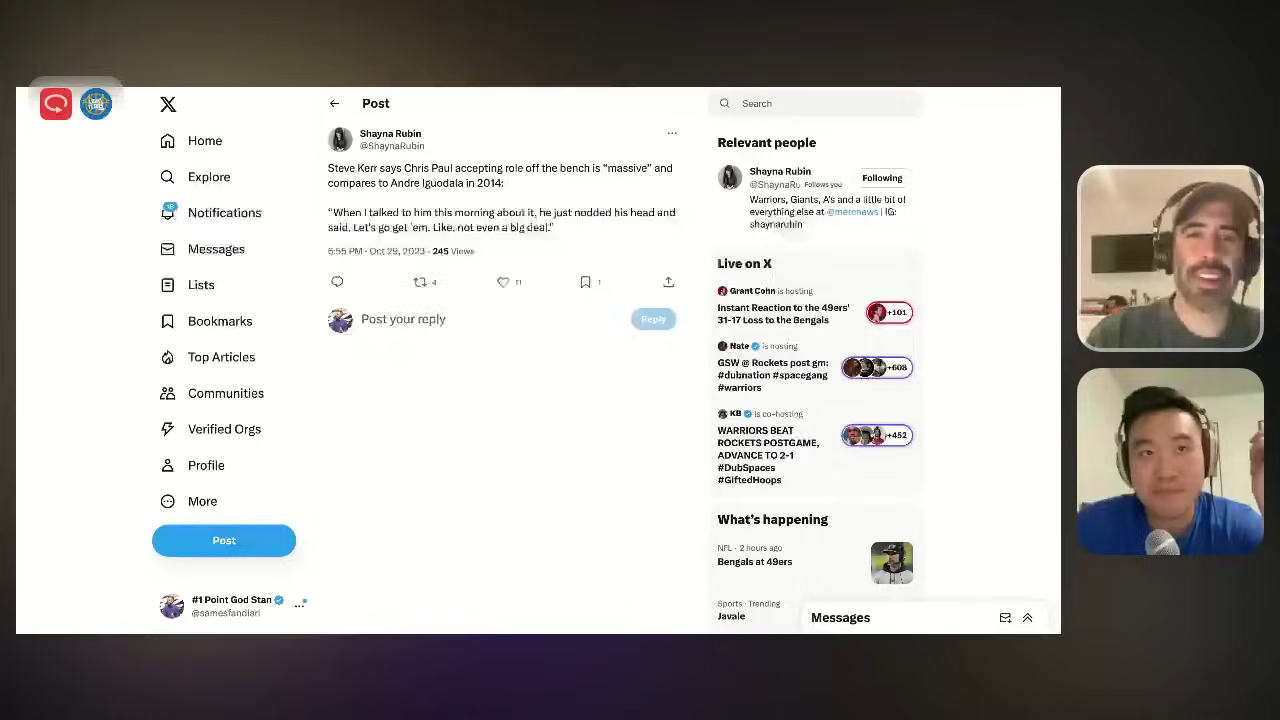 Home
Explore
18
Notifications
Messages
Lists
Bookmarks
Top Articles
Communities
Verified Orgs
Profile
More
Post
#1 Point God Stan
@samesfandiari
Post
Shayna Rubin
@ShaynaRubin
Steve Kerr says Chris Paul accepting role off the bench is “massive” and
compares to Andre Iguodala in 2014:
“When I talked to him this morning about it, he just nodded his head and
said, Let's go get 'em. Like, not even a big deal.”
6:55 PM · Oct 29, 2023 · 245 Views
4
11
1
Post your reply
Reply
Search
Relevant people
Shayna Rubin
@ShaynaRu Follows you
Following
Warriors, Giants, A's and a little bit of
everything else at @mercnews | IG:
shaynarubin
Live on X
Grant Cohn is hosting
Instant Reaction to the 49ers'
31-17 Loss to the Bengals
+101
Nate is hosting
GSW @ Rockets post gm:
#dubnation #spacegang
#warriors
+608
KB is co-hosting
WARRIORS BEAT
ROCKETS POSTGAME,
ADVANCE TO 2-1
#DubSpaces
#GiftedHoops
+452
What's happening
NFL · 2 hours ago
Bengals at 49ers
Sports · Trending
Javale
Messages